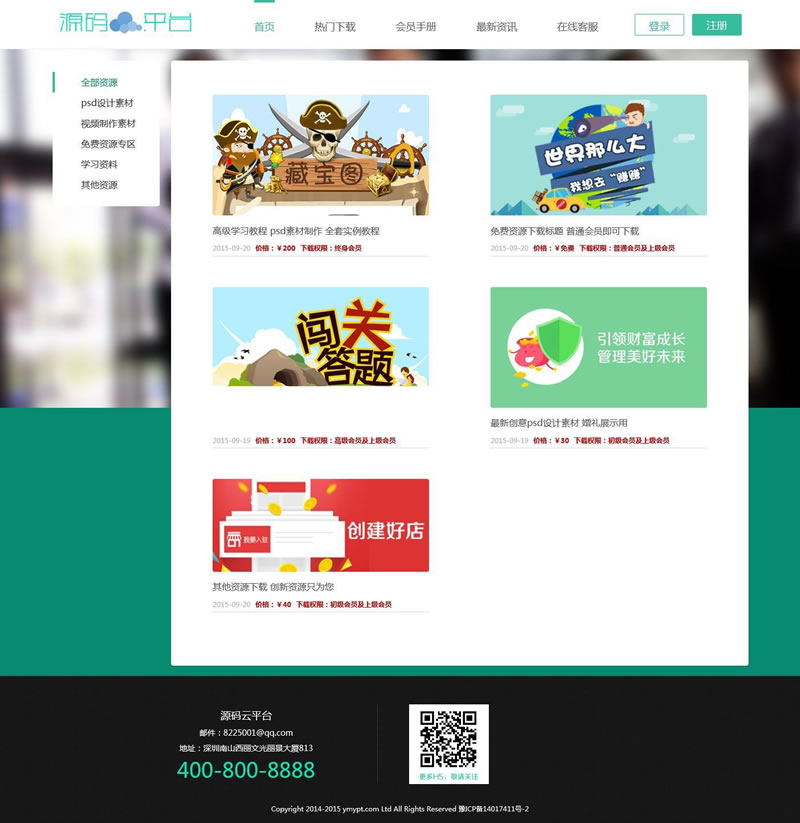 源码 平台
首页 热门下载 会员手册 最新资讯 在线客服 登录 注册
全部资源
psd设计素材
视频制作素材
免费资源专区
学习资料
其他资源
藏宝图
高级学习教程 psd素材制作 全套实例教程
2015-09-20 价格：￥200 下载权限：终身会员
世界那么大
我想去“赚赚”
免费资源下载标题 普通会员即可下载
2015-09-20 价格：￥免费 下载权限：普通会员及上级会员
闯关
答题
2015-09-19 价格：￥100 下载权限：高级会员及上级会员
引领财富成长
管理美好未来
最新创意psd设计素材 婚礼展示用
2015-09-19 价格：￥30 下载权限：初级会员及上级会员
我要入驻
创建好店
其他资源下载 创新资源只为您
2015-09-20 价格：￥40 下载权限：初级会员及上级会员
源码云平台
邮件：8225001@qq.com
地址：深圳南山西丽文光丽景大厦813
400-800-8888
更多H5，敬请关注
Copyright 2014-2015 ymypt.com Ltd All Rights Reserved 豫ICP备14017411号-2